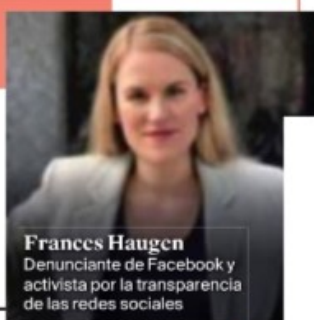 Frances Haugen
Denunciante de Facebook y
activista por la transparencia
de las redes sociales